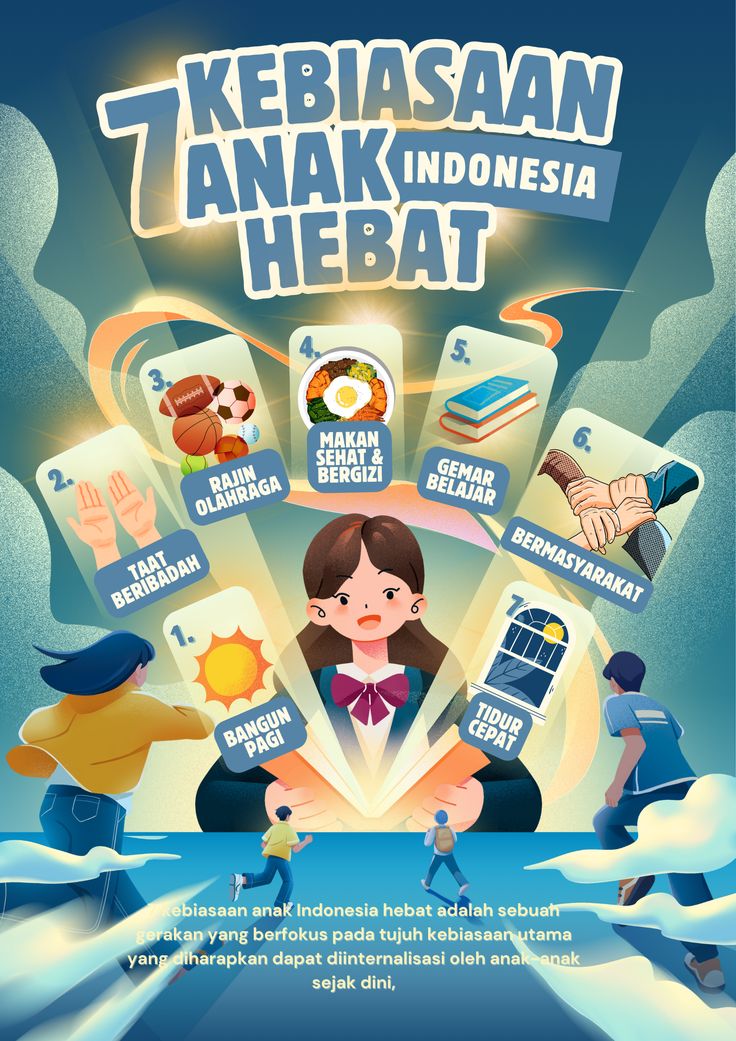 7 KEBIASAAN
ANAK INDONESIA
HEBAT
1.
BANGUN
PAGI
2.
TAAT
BERIBADAH
3.
RAJIN
OLAHRAGA
4.
MAKAN
SEHAT &
BERGIZI
5.
GEMAR
BELAJAR
6.
BERMASYARAKAT
7.
TIDUR
CEPAT
7 kebiasaan anak Indonesia hebat adalah sebuah
gerakan yang berfokus pada tujuh kebiasaan utama
yang diharapkan dapat diinternalisasi oleh anak-anak
sejak dini,